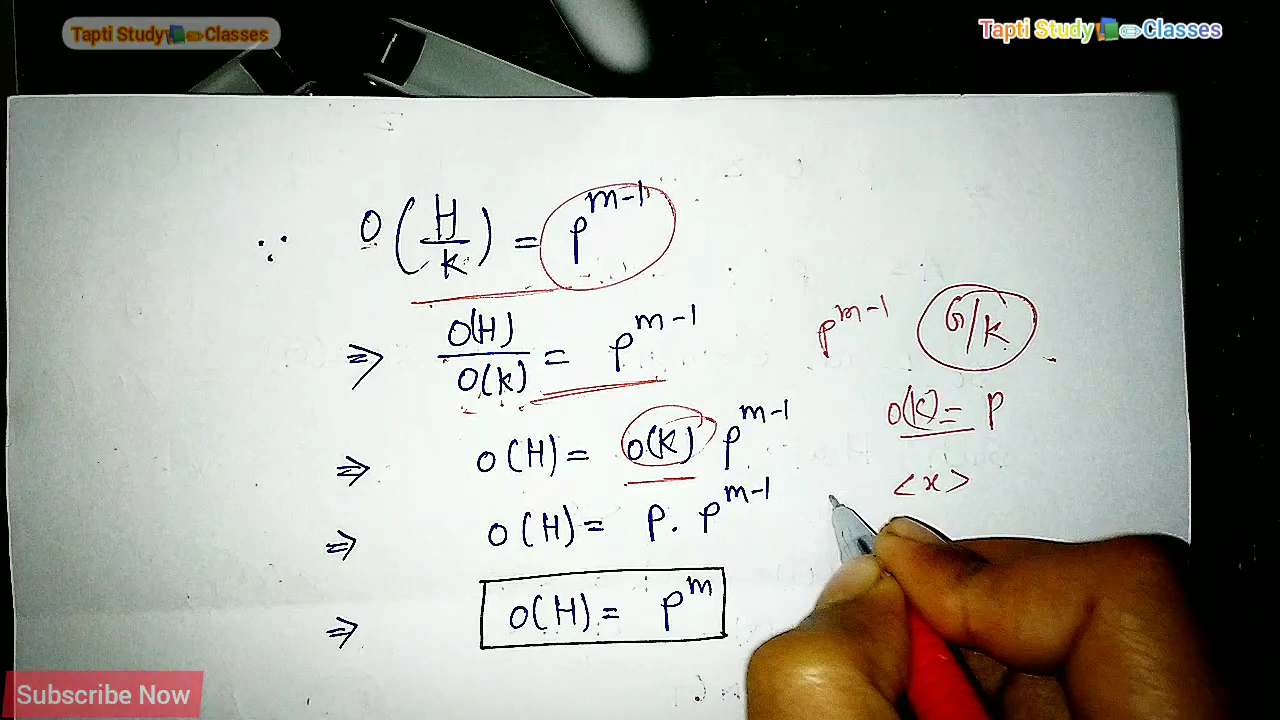 Tapti Study Classes
Tapti Study Classes
∵ O(H/K) = p^{m-1}
⇒ O(H)/O(K) = p^{m-1}
p^{m-1} G/K
⇒ O(H) = O(K) p^{m-1}
O(K) = p
<x>
⇒ O(H) = p . p^{m-1}
⇒ O(H) = p^m
Subscribe Now